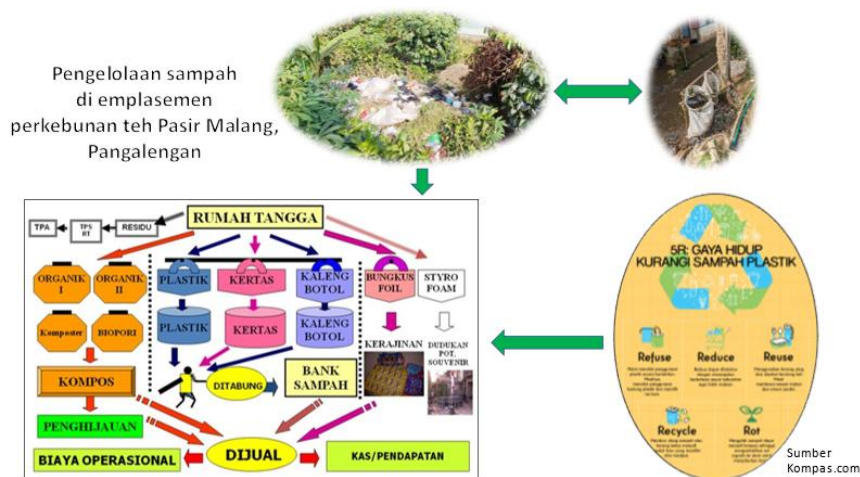 Pengelolaan sampah
di emplasemen
perkebunan teh Pasir Malang,
Pangalengan
RUMAH TANGGA
TPA
TPS
RT
RESIDU
ORGANIK
I
ORGANIK
II
PLASTIK
KERTAS
KALENG
BOTOL
BUNGKUS
FOIL
STYRO
FOAM
Komposter
BIOPORI
PLASTIK
KERTAS
KALENG
BOTOL
KERAJINAN
DUDUKAN
POT,
SOUVENIR
KOMPOS
DITABUNG
BANK
SAMPAH
PENGHIJAUAN
BIAYA OPERASIONAL
DIJUAL
KAS/PENDAPATAN
5R: GAYA HIDUP
KURANGI SAMPAH PLASTIK
Refuse
Reduce
Reuse
Recycle
Rot
Sumber
Kompas.com